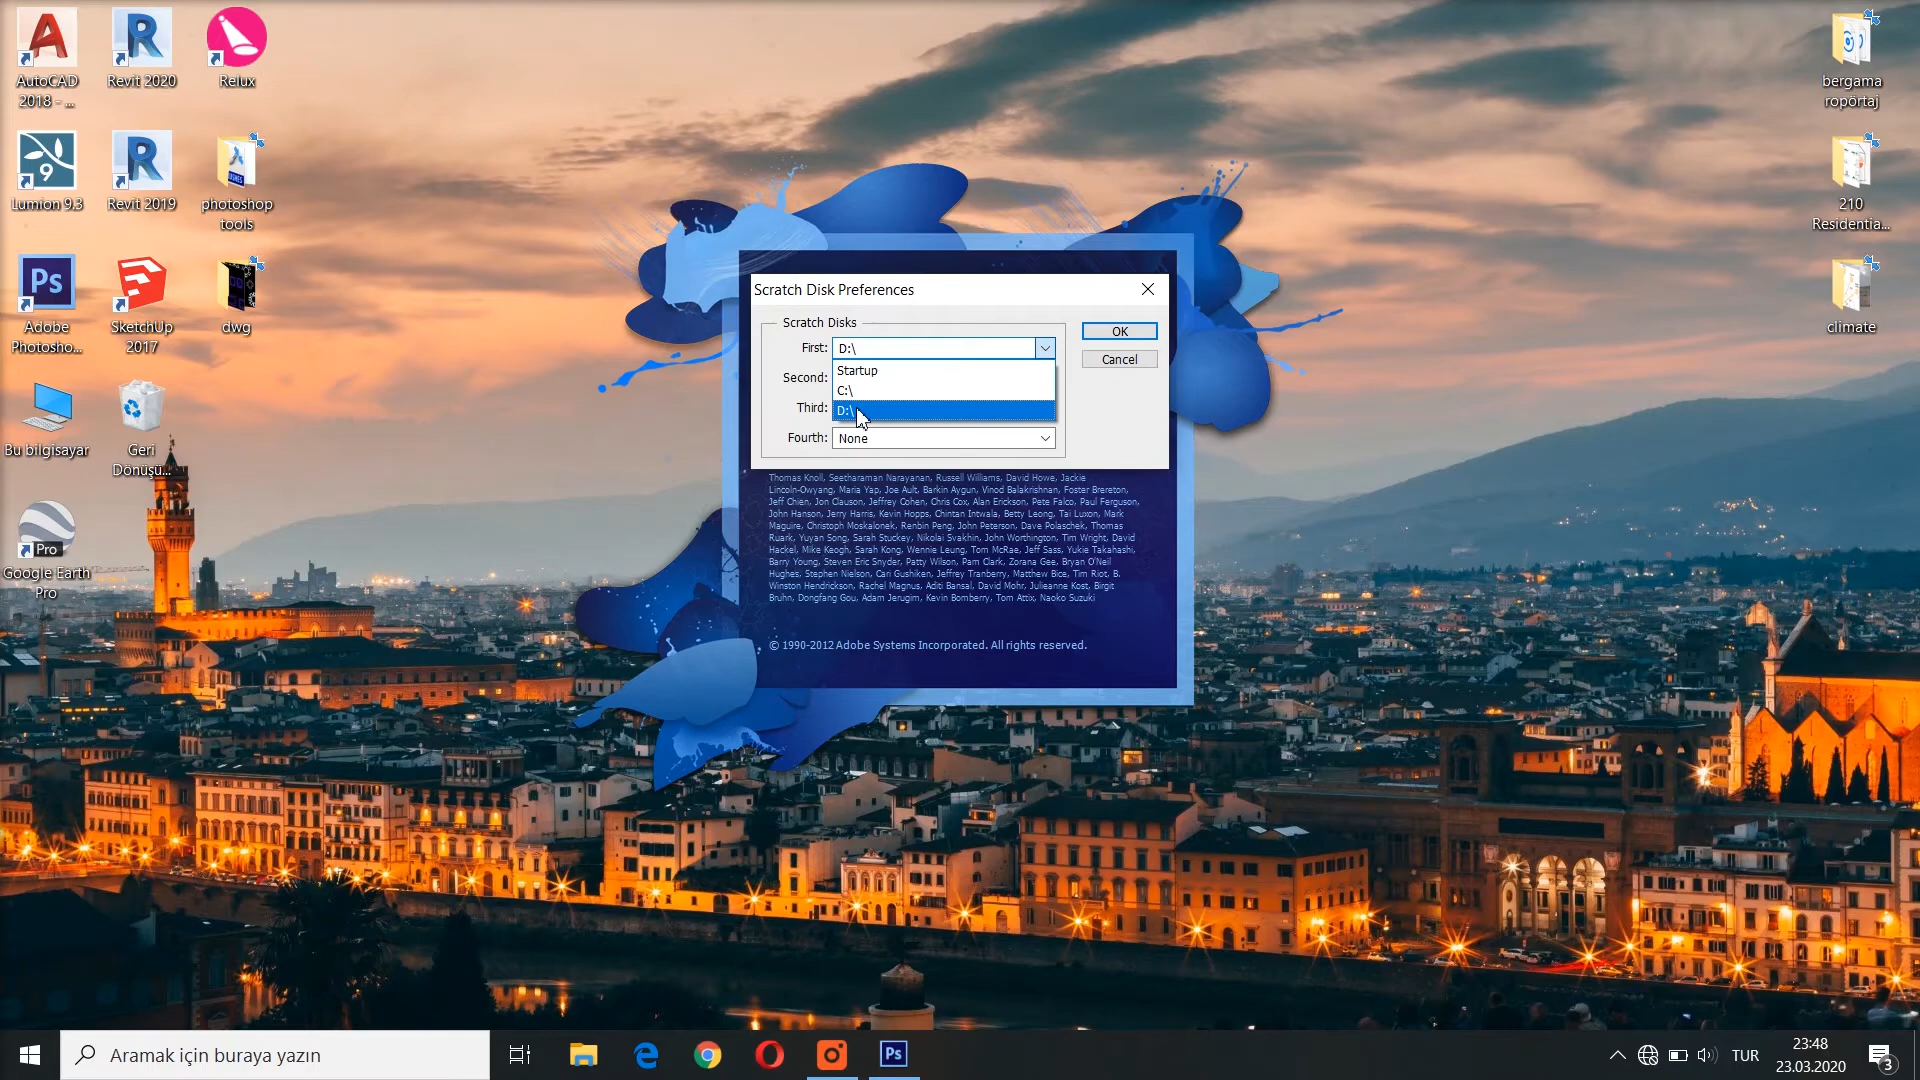 AutoCAD
2018 - ...
Revit 2020
Relux
Lumion 9.3
Revit 2019
photoshop
tools
Adobe
Photosho...
SketchUp
2017
dwg
Bu bilgisayar
Geri
Dönüşü...
Pro
Google Earth
Pro
bergama
ropörtaj
210
Residentia...
climate
Scratch Disk Preferences
Scratch Disks
First: D:\
OK
Startup
Cancel
Second:
C:\
Third:
D:\
Fourth: None
Thomas Knoll, Seetharaman Narayanan, Russell Williams, David Howe, Jackie
Lincoln-Owyang, Maria Yap, Joe Ault, Barkin Aygun, Vinod Balakrishnan, Foster Brereton,
Jeff Chien, Jon Clauson, Jeffrey Cohen, Chris Cox, Alan Erickson, Pete Falco, Paul Ferguson,
John Hanson, Jerry Harris, Kevin Hopps, Chintan Intwala, Betty Leong, Tai Luxon, Mark
Maguire, Christoph Moskalonek, Renbin Peng, John Peterson, Dave Polaschek, Thomas
Ruark, Yuyan Song, Sarah Stuckey, Nikolai Svakhin, John Worthington, Tim Wright, David
Hackel, Mike Keogh, Sarah Kong, Wennie Leung, Tom McRae, Jeff Sass, Yukie Takahashi,
Barry Young, Steven Eric Snyder, Patty Wilson, Pam Clark, Zorana Gee, Bryan O'Neil
Hughes, Stephen Nielson, Cari Gushiken, Jeffrey Tranberry, Matthew Bice, Tim Riot, B.
Winston Hendrickson, Rachel Magnus, Aditi Bansal, David Mohr, Julieanne Kost, Birgit
Bruhn, Dongfang Gou, Adam Jerugim, Kevin Bomberry, Tom Attix, Naoko Suzuki
© 1990-2012 Adobe Systems Incorporated. All rights reserved.
Aramak için buraya yazın
Ps
TUR
23:48
23.03.2020
3